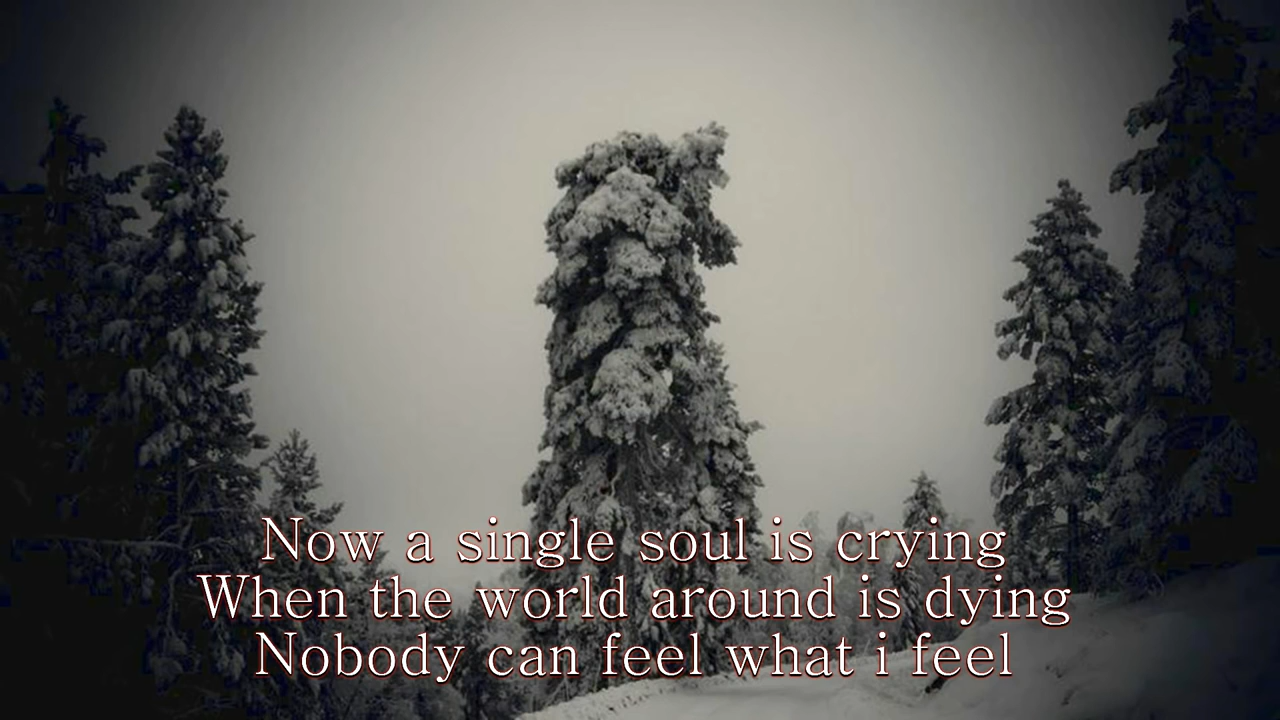 Now a single soul is crying
When the world around is dying
Nobody can feel what i feel